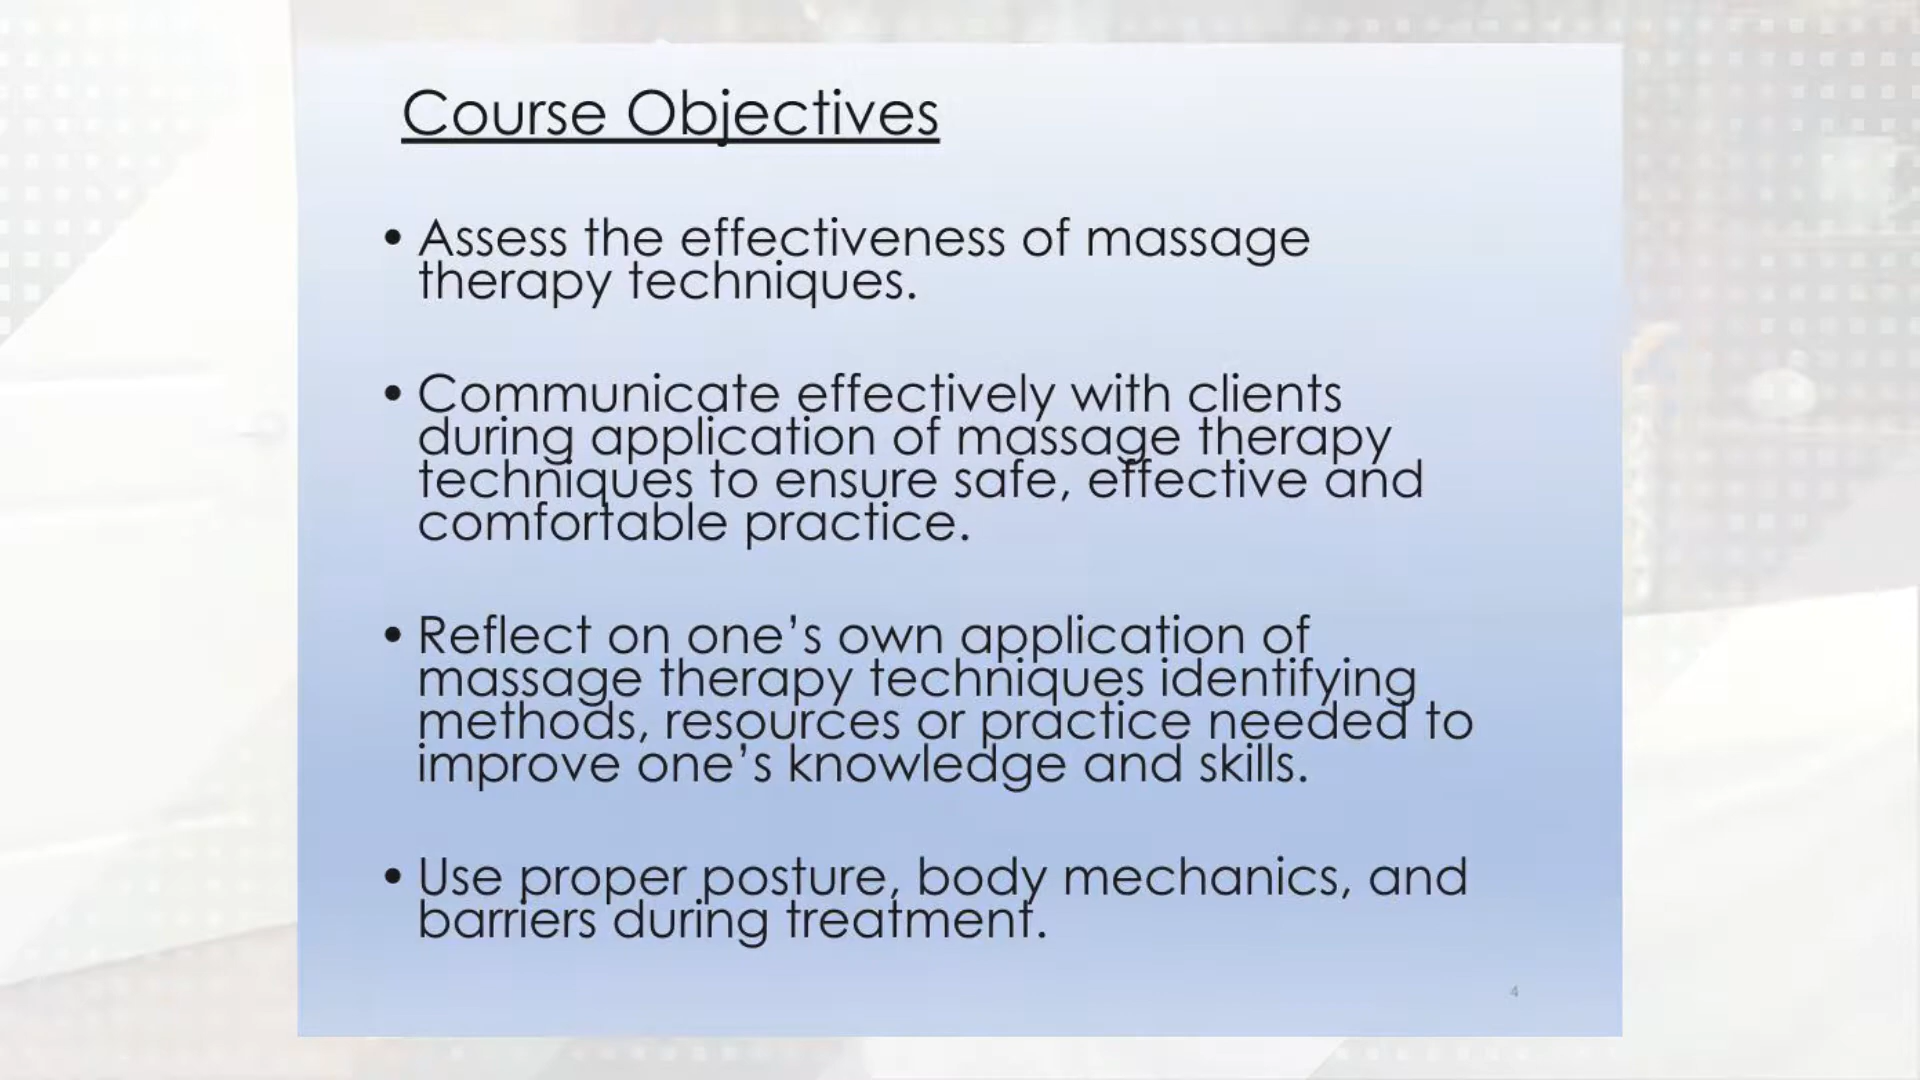 Course Objectives
• Assess the effectiveness of massage
therapy techniques.
• Communicate effectively with clients
during application of massage therapy
techniques to ensure safe, effective and
comfortable practice.
• Reflect on one’s own application of
massage therapy techniques identifying
methods, resources or practice needed to
improve one’s knowledge and skills.
• Use proper posture, body mechanics, and
barriers during treatment.
4